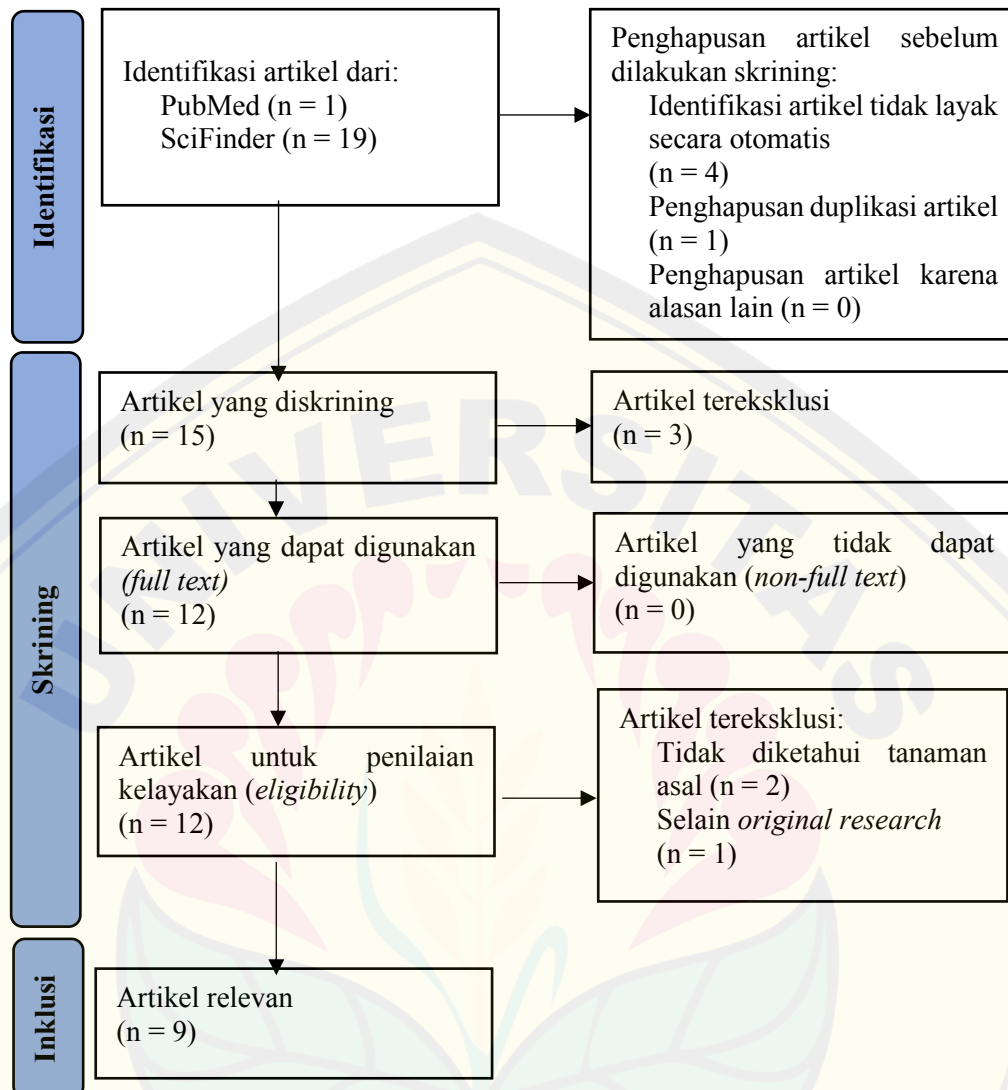 Identifikasi
Identifikasi artikel dari:
PubMed (n = 1)
SciFinder (n = 19)
Penghapusan artikel sebelum
dilakukan skrining:
Identifikasi artikel tidak layak
secara otomatis
(n = 4)
Penghapusan duplikasi artikel
(n = 1)
Penghapusan artikel karena
alasan lain (n = 0)
Skrining
Artikel yang diskrining
(n = 15)
Artikel tereksklusi
(n = 3)
Artikel yang dapat digunakan
(full text)
(n = 12)
Artikel yang tidak dapat
digunakan (non-full text)
(n = 0)
Artikel untuk penilaian
kelayakan (eligibility)
(n = 12)
Artikel tereksklusi:
Tidak diketahui tanaman
asal (n = 2)
Selain original research
(n = 1)
Inklusi
Artikel relevan
(n = 9)
UNIVERSITAS